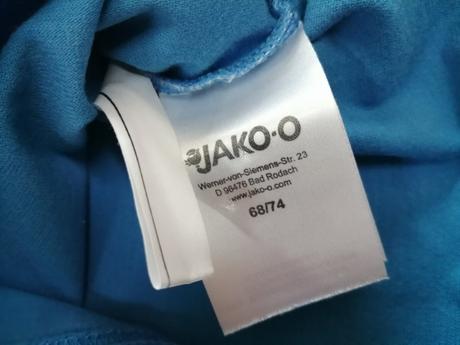 JAKO-O
Werner-von-Siemens-Str. 23
D 96476 Bad Rodach
www.jako-o.com
68/74